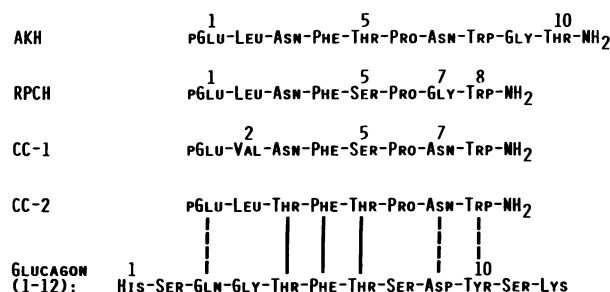 1 5 10
AKH pGlu-Leu-Asn-Phe-Thr-Pro-Asn-Trp-Gly-Thr-NH2
1 5 7 8
RPCH pGlu-Leu-Asn-Phe-Ser-Pro-Gly-Trp-NH2
2 5 7
CC-1 pGlu-Val-Asn-Phe-Ser-Pro-Asn-Trp-NH2
CC-2 pGlu-Leu-Thr-Phe-Thr-Pro-Asn-Trp-NH2
Glucagon 1 10
(1-12): His-Ser-Gln-Gly-Thr-Phe-Thr-Ser-Asp-Tyr-Ser-Lys